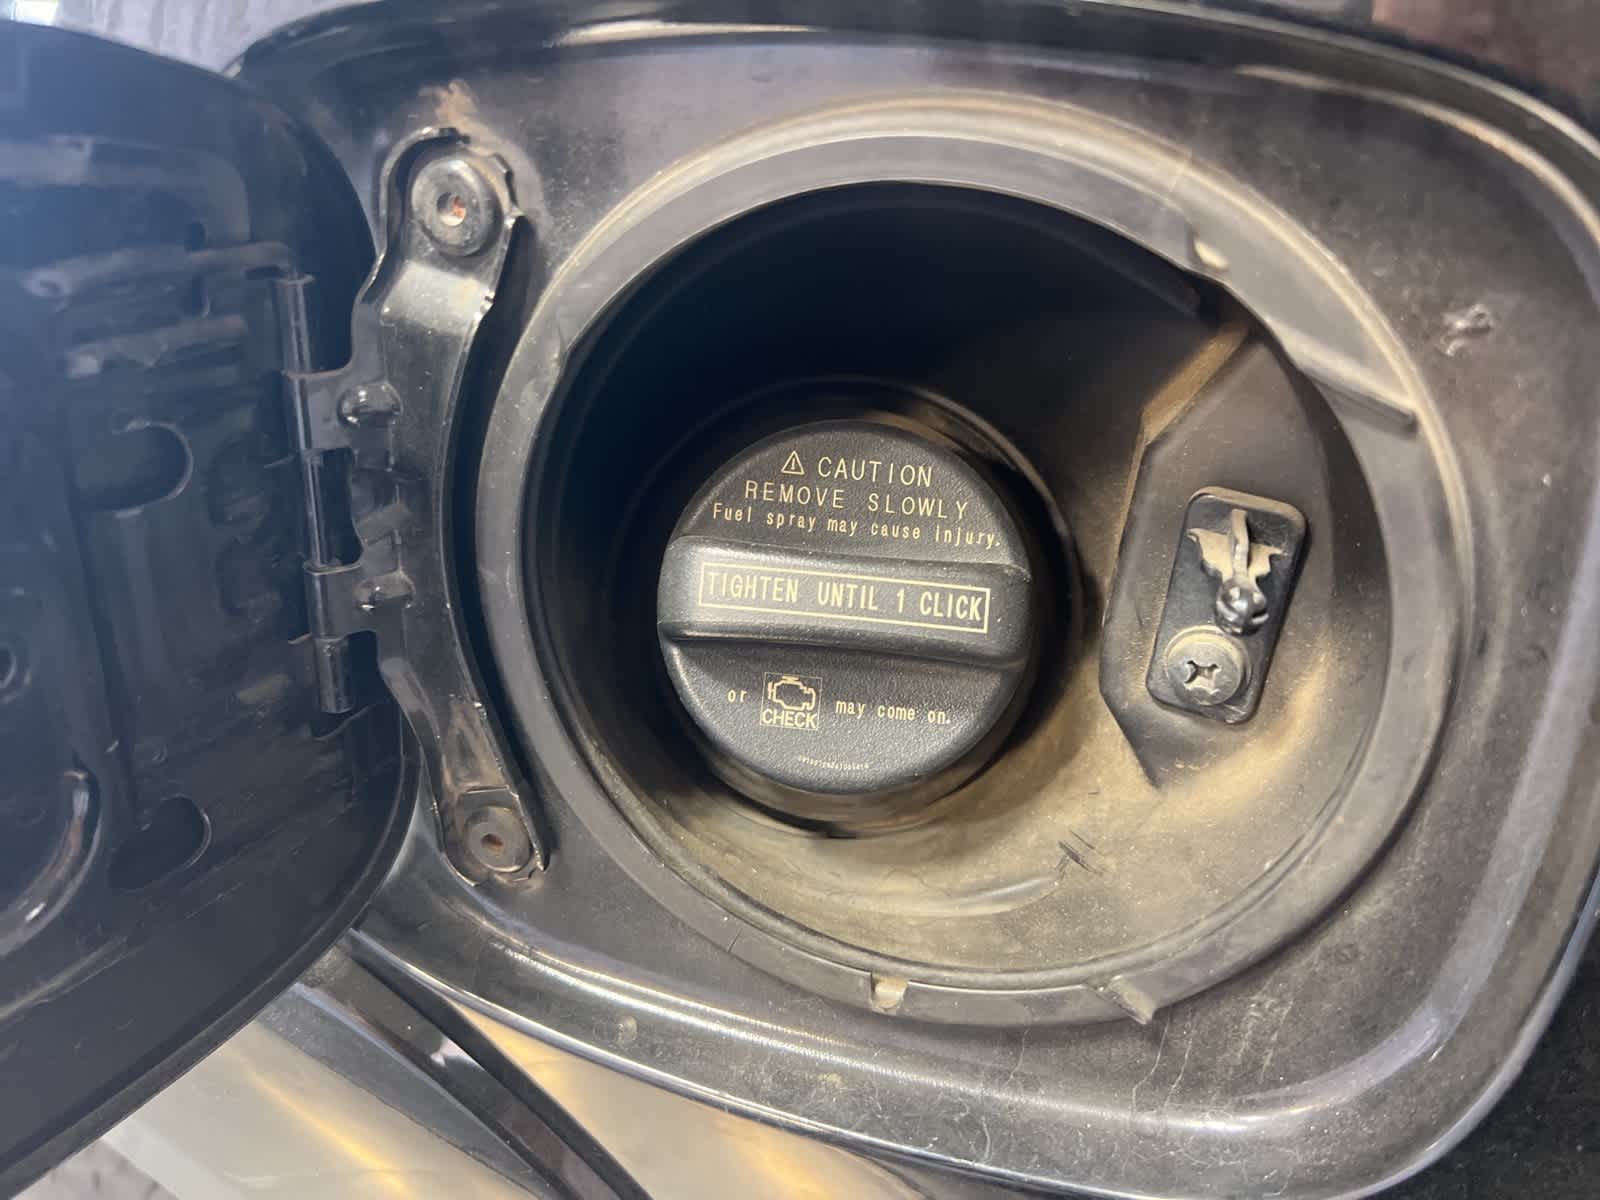 ⚠ CAUTION
REMOVE SLOWLY
Fuel spray may cause injury.
TIGHTEN UNTIL 1 CLICK
or CHECK may come on.